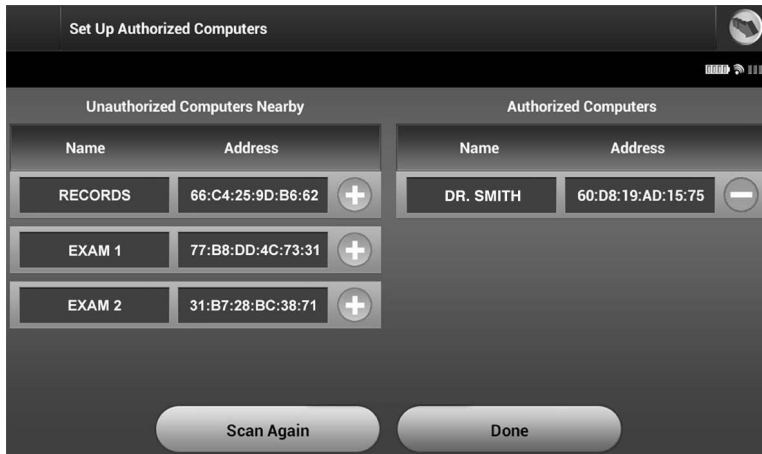 Set Up Authorized Computers
Unauthorized Computers Nearby
Name Address
RECORDS 66:C4:25:9D:B6:62
EXAM 1 77:B8:DD:4C:73:31
EXAM 2 31:B7:28:BC:38:71
Authorized Computers
Name Address
DR. SMITH 60:D8:19:AD:15:75
Scan Again
Done